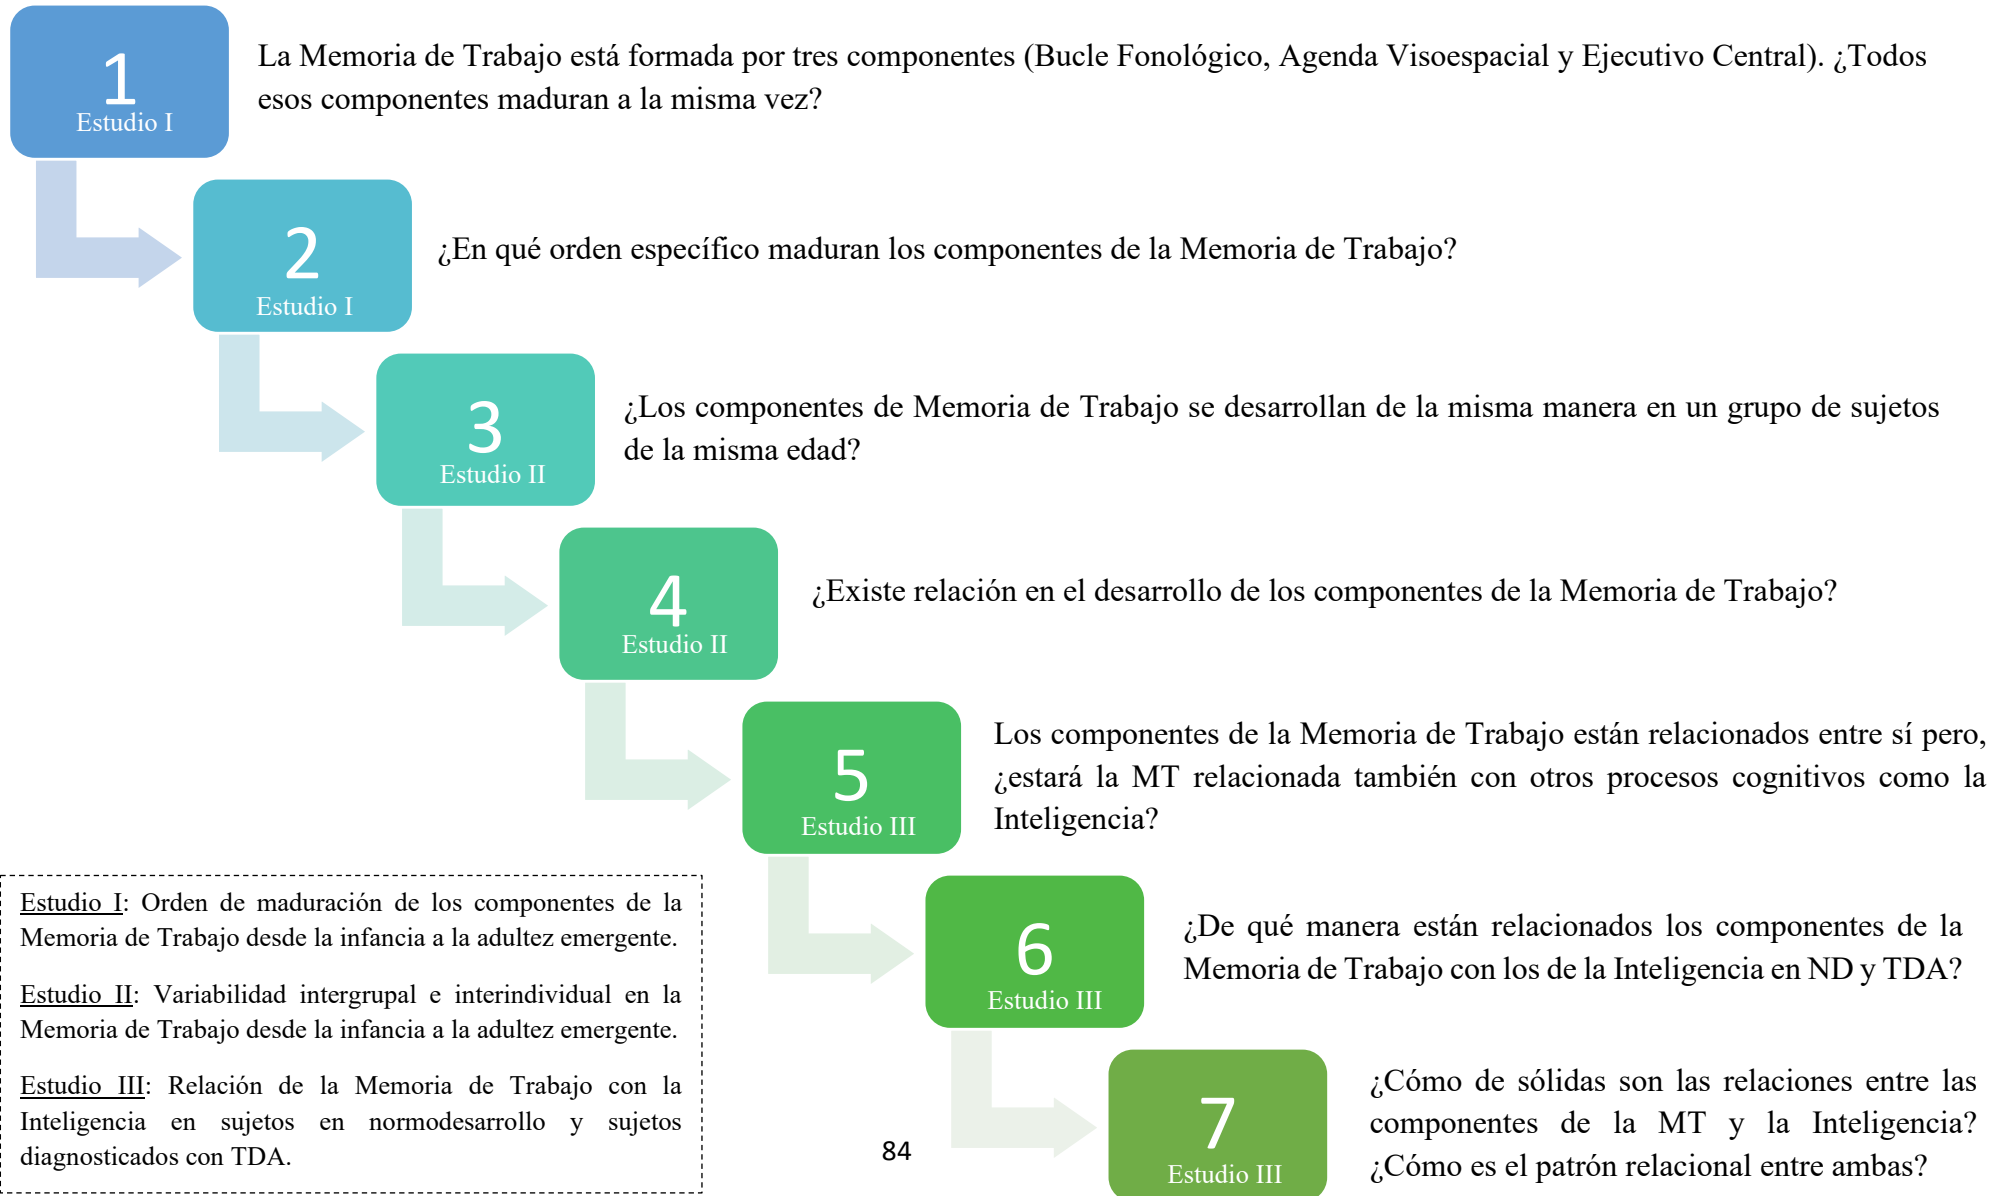 1
Estudio I
La Memoria de Trabajo está formada por tres componentes (Bucle Fonológico, Agenda Visoespacial y Ejecutivo Central). ¿Todos
esos componentes maduran a la misma vez?
2
Estudio I
¿En qué orden específico maduran los componentes de la Memoria de Trabajo?
3
Estudio II
¿Los componentes de Memoria de Trabajo se desarrollan de la misma manera en un grupo de sujetos
de la misma edad?
4
Estudio II
¿Existe relación en el desarrollo de los componentes de la Memoria de Trabajo?
5
Estudio III
Los componentes de la Memoria de Trabajo están relacionados entre sí pero,
¿estará la MT relacionada también con otros procesos cognitivos como la
Inteligencia?
6
Estudio III
¿De qué manera están relacionados los componentes de la
Memoria de Trabajo con los de la Inteligencia en ND y TDA?
7
Estudio III
¿Cómo de sólidas son las relaciones entre las
componentes de la MT y la Inteligencia?
¿Cómo es el patrón relacional entre ambas?
Estudio I: Orden de maduración de los componentes de la
Memoria de Trabajo desde la infancia a la adultez emergente.
Estudio II: Variabilidad intergrupal e interindividual en la
Memoria de Trabajo desde la infancia a la adultez emergente.
Estudio III: Relación de la Memoria de Trabajo con la
Inteligencia en sujetos en normodesarrollo y sujetos
diagnosticados con TDA.
84